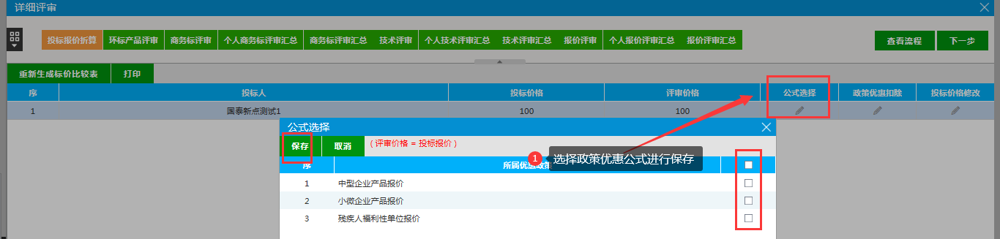 详细评审
投标报价折算 环标产品评审 商务标评审 个人商务标评审汇总 商务标评审汇总 技术评审 个人技术评审汇总 技术评审汇总 报价评审 个人报价评审汇总 报价评审汇总 查看流程 下一步
重新生成标价比较表 打印
序 投标人 投标价格 评审价格 公式选择 政策优惠扣除 投标价格修改
1 国泰新点测试1 100 100
公式选择
保存 取消 (评审价格 = 投标报价)
1 选择政策优惠公式进行保存
序 所属优惠政策
1 中型企业产品报价
2 小微企业产品报价
3 残疾人福利性单位报价